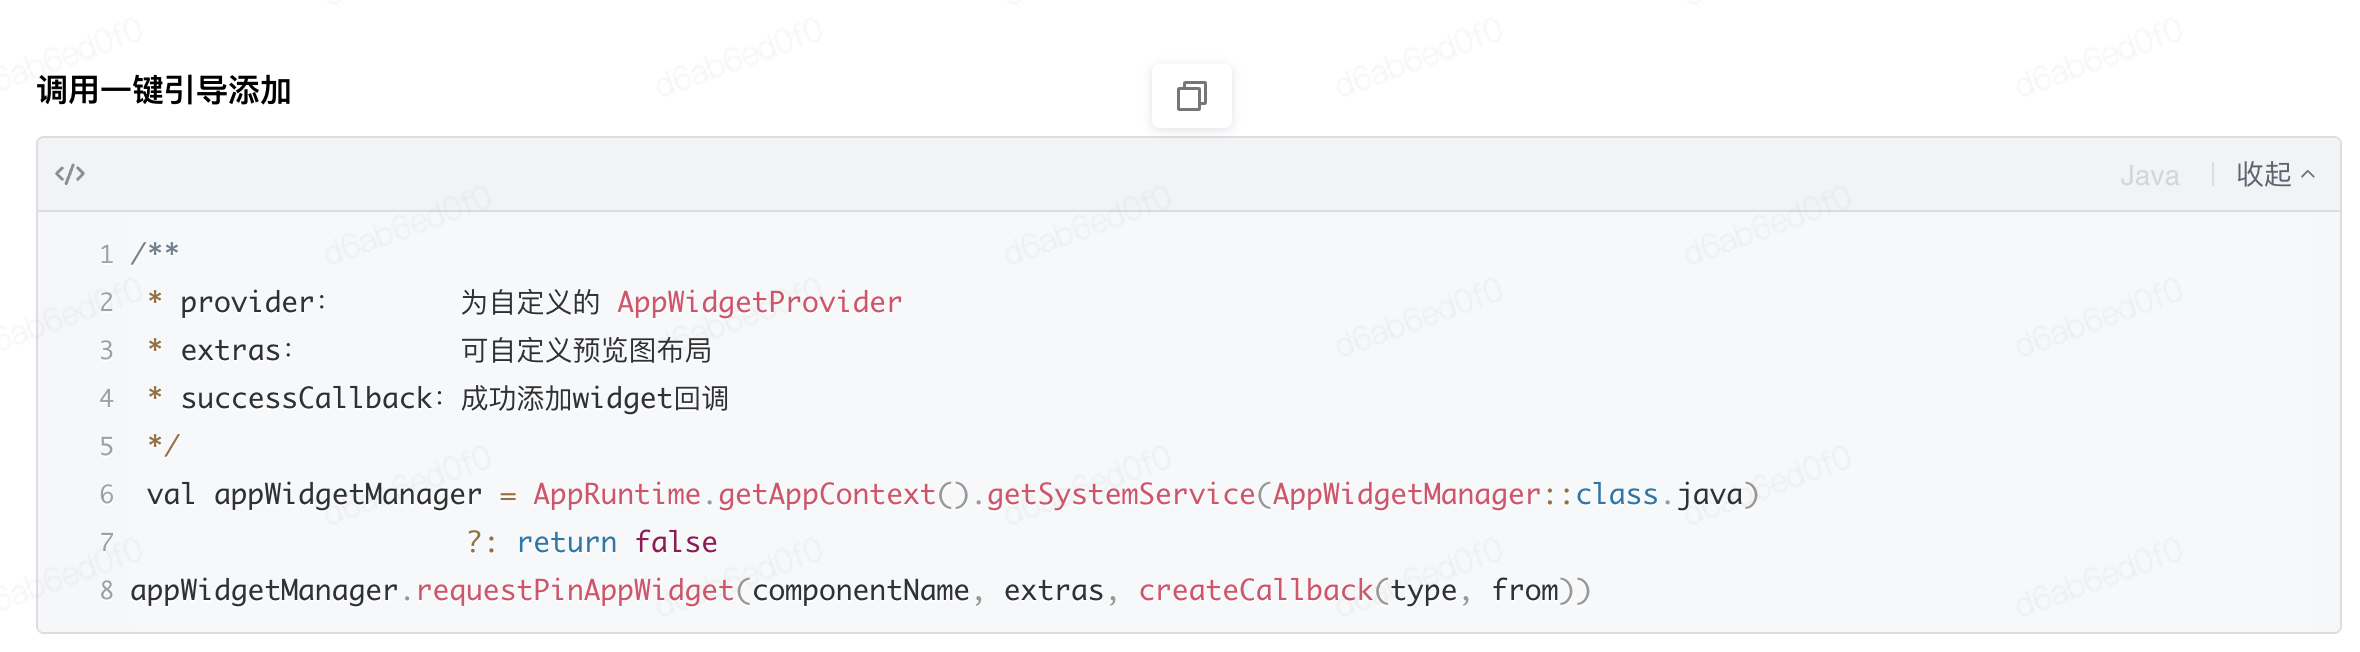 调用一键引导添加
</>
Java | 收起
1 /**
2  * provider:        为自定义的 AppWidgetProvider
3  * extras:          可自定义预览图布局
4  * successCallback: 成功添加widget回调
5  */
6  val appWidgetManager = AppRuntime.getAppContext().getSystemService(AppWidgetManager::class.java)
7                     ?: return false
8 appWidgetManager.requestPinAppWidget(componentName, extras, createCallback(type, from))
d6ab6ed0f0